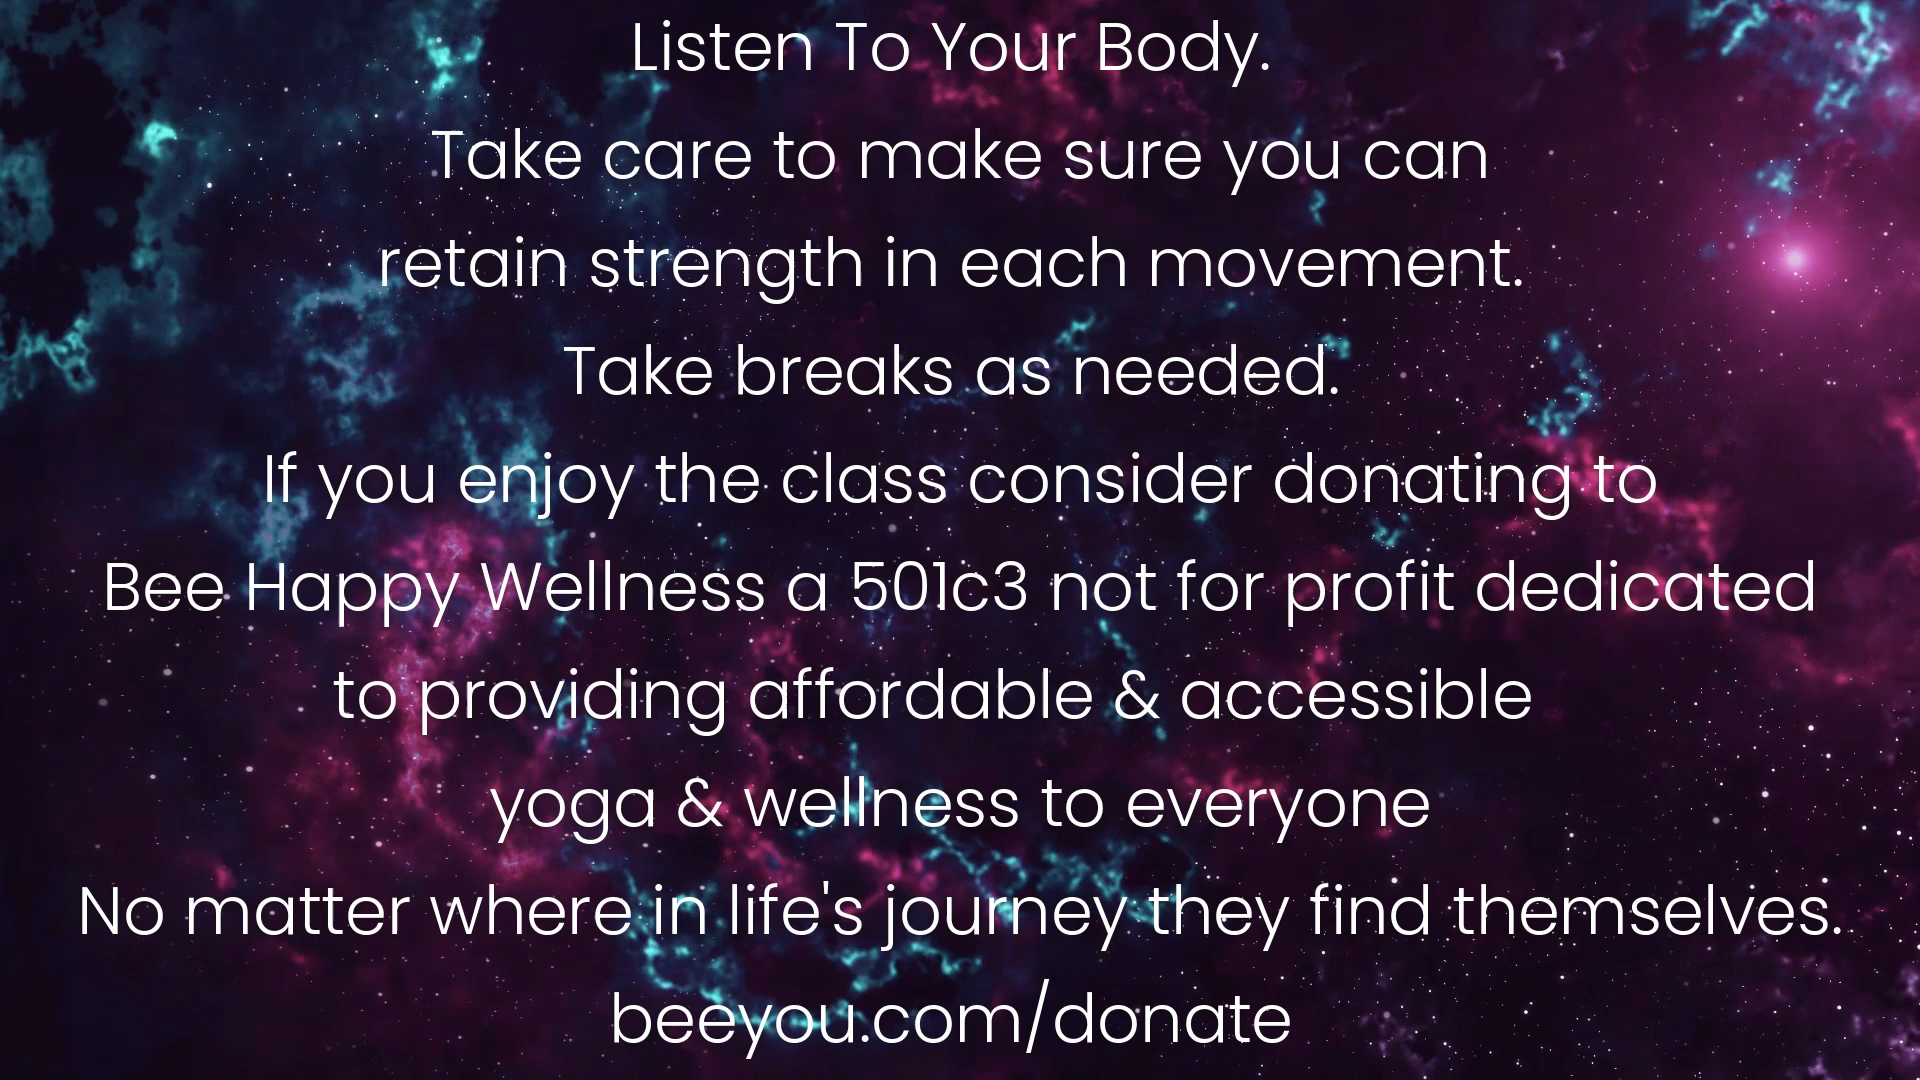 Listen To Your Body.
Take care to make sure you can
retain strength in each movement.
Take breaks as needed.
If you enjoy the class consider donating to
Bee Happy Wellness a 501c3 not for profit dedicated
to providing affordable & accessible
yoga & wellness to everyone
No matter where in life's journey they find themselves.
beeyou.com/donate